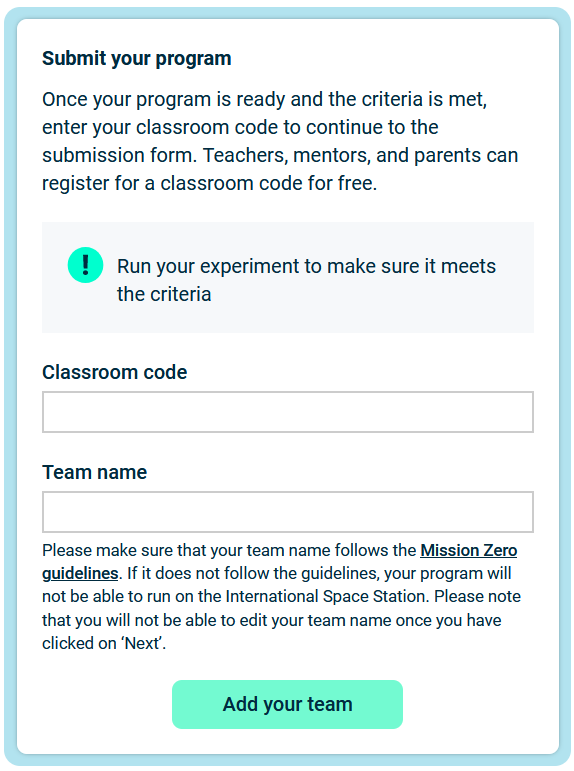 Submit your program
Once your program is ready and the criteria is met,
enter your classroom code to continue to the
submission form. Teachers, mentors, and parents can
register for a classroom code for free.
!
Run your experiment to make sure it meets
the criteria
Classroom code
Team name
Please make sure that your team name follows the Mission Zero
guidelines. If it does not follow the guidelines, your program will
not be able to run on the International Space Station. Please note
that you will not be able to edit your team name once you have
clicked on ‘Next’.
Add your team